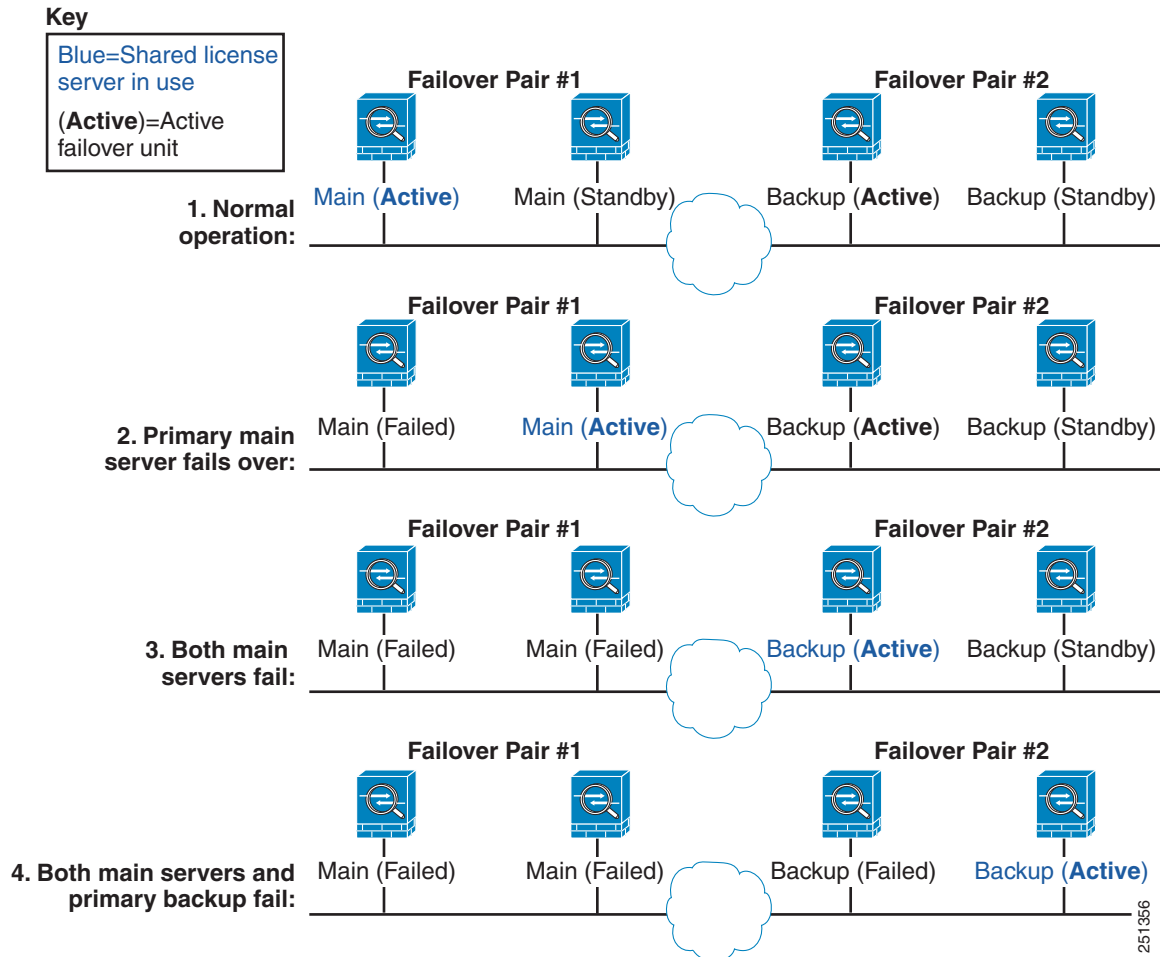 Key
Blue=Shared license
server in use
(Active)=Active
failover unit
Failover Pair #1
Failover Pair #2
1. Normal
operation:
Main (Active)
Main (Standby)
Backup (Active)
Backup (Standby)
Failover Pair #1
Failover Pair #2
2. Primary main
server fails over:
Main (Failed)
Main (Active)
Backup (Active)
Backup (Standby)
Failover Pair #1
Failover Pair #2
3. Both main
servers fail:
Main (Failed)
Main (Failed)
Backup (Active)
Backup (Standby)
Failover Pair #1
Failover Pair #2
4. Both main servers and
primary backup fail:
Main (Failed)
Main (Failed)
Backup (Failed)
Backup (Active)
251356